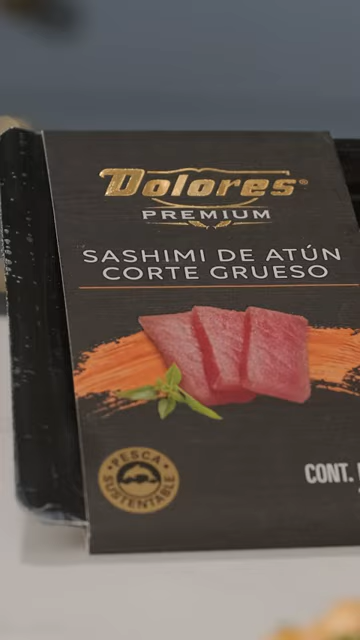 Dolores®
PREMIUM
SASHIMI DE ATÚN
CORTE GRUESO
PESCA
SUSTENTABLE
CONT.